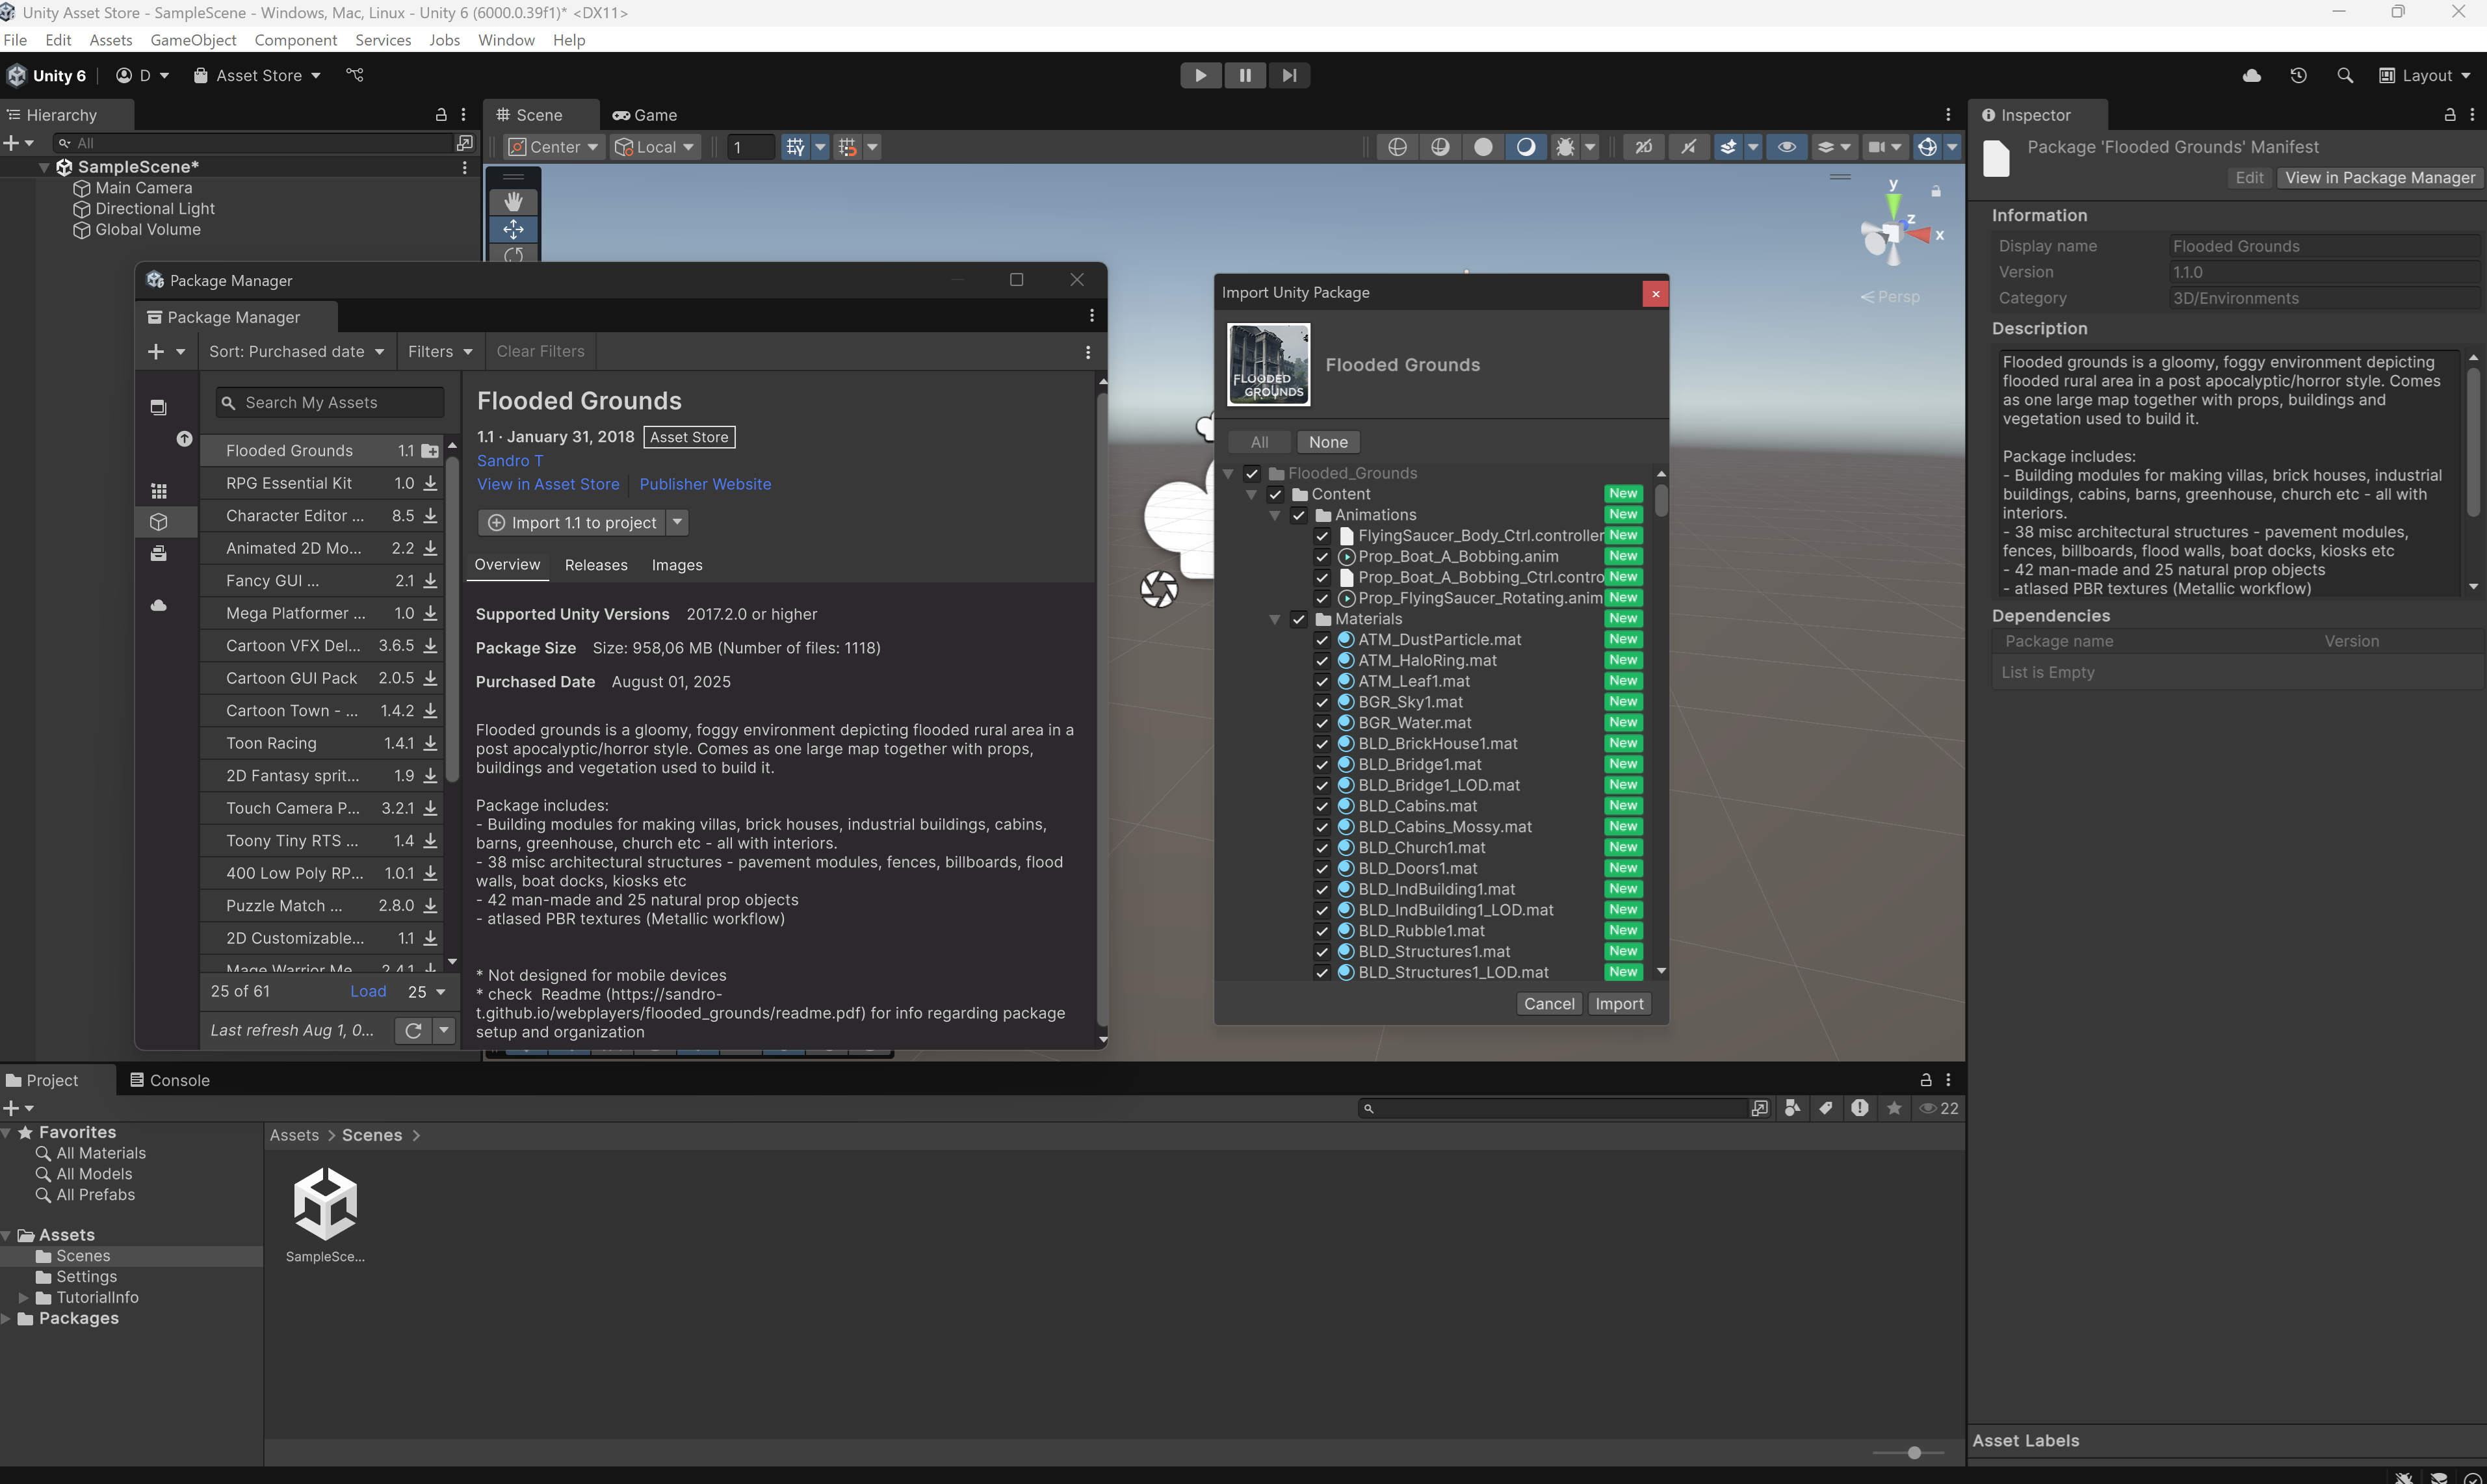 Unity Asset Store - SampleScene - Windows, Mac, Linux - Unity 6 (6000.0.39f1)* <DX11>
File Edit Assets GameObject Component Services Jobs Window Help
Unity 6 D Asset Store Layout
Hierarchy
All
SampleScene*
Main Camera
Directional Light
Global Volume
Scene Game
Center Local 1 2D
y
z
x
Persp
Package Manager
Package Manager
Sort: Purchased date Filters Clear Filters
Search My Assets
Flooded Grounds 1.1
RPG Essential Kit 1.0
Character Editor ... 8.5
Animated 2D Mo... 2.2
Fancy GUI ... 2.1
Mega Platformer ... 1.0
Cartoon VFX Del... 3.6.5
Cartoon GUI Pack 2.0.5
Cartoon Town - ... 1.4.2
Toon Racing 1.4.1
2D Fantasy sprit... 1.9
Touch Camera P... 3.2.1
Toony Tiny RTS ... 1.4
400 Low Poly RP... 1.0.1
Puzzle Match ... 2.8.0
2D Customizable... 1.1
Mage Warrior Me... 2.4.1
25 of 61 Load 25
Last refresh Aug 1, 0...
Flooded Grounds
1.1 · January 31, 2018 Asset Store
Sandro T
View in Asset Store Publisher Website
Import 1.1 to project
Overview Releases Images
Supported Unity Versions 2017.2.0 or higher
Package Size Size: 958,06 MB (Number of files: 1118)
Purchased Date August 01, 2025
Flooded grounds is a gloomy, foggy environment depicting flooded rural area in a
post apocalyptic/horror style. Comes as one large map together with props,
buildings and vegetation used to build it.
Package includes:
- Building modules for making villas, brick houses, industrial buildings, cabins,
barns, greenhouse, church etc - all with interiors.
- 38 misc architectural structures - pavement modules, fences, billboards, flood
walls, boat docks, kiosks etc
- 42 man-made and 25 natural prop objects
- atlased PBR textures (Metallic workflow)
* Not designed for mobile devices
* check Readme (https://sandro-
t.github.io/webplayers/flooded_grounds/readme.pdf) for info regarding package
setup and organization
Import Unity Package
FLOODED
GROUNDS
Flooded Grounds
All None
Flooded_Grounds
Content New
Animations New
FlyingSaucer_Body_Ctrl.controller New
Prop_Boat_A_Bobbing.anim New
Prop_Boat_A_Bobbing_Ctrl.contro New
Prop_FlyingSaucer_Rotating.anim New
Materials New
ATM_DustParticle.mat New
ATM_HaloRing.mat New
ATM_Leaf1.mat New
BGR_Sky1.mat New
BGR_Water.mat New
BLD_BrickHouse1.mat New
BLD_Bridge1.mat New
BLD_Bridge1_LOD.mat New
BLD_Cabins.mat New
BLD_Cabins_Mossy.mat New
BLD_Church1.mat New
BLD_Doors1.mat New
BLD_IndBuilding1.mat New
BLD_IndBuilding1_LOD.mat New
BLD_Rubble1.mat New
BLD_Structures1.mat New
BLD_Structures1_LOD.mat New
Cancel Import
Inspector
Package 'Flooded Grounds' Manifest
Edit View in Package Manager
Information
Display name Flooded Grounds
Version 1.1.0
Category 3D/Environments
Description
Flooded grounds is a gloomy, foggy environment depicting
flooded rural area in a post apocalyptic/horror style. Comes
as one large map together with props, buildings and
vegetation used to build it.
Package includes:
- Building modules for making villas, brick houses, industrial
buildings, cabins, barns, greenhouse, church etc - all with
interiors.
- 38 misc architectural structures - pavement modules,
fences, billboards, flood walls, boat docks, kiosks etc
- 42 man-made and 25 natural prop objects
- atlased PBR textures (Metallic workflow)
Dependencies
Package name Version
List is Empty
Asset Labels
Project Console
22
Favorites
All Materials
All Models
All Prefabs
Assets
Scenes
Settings
TutorialInfo
Packages
Assets > Scenes >
SampleSce...